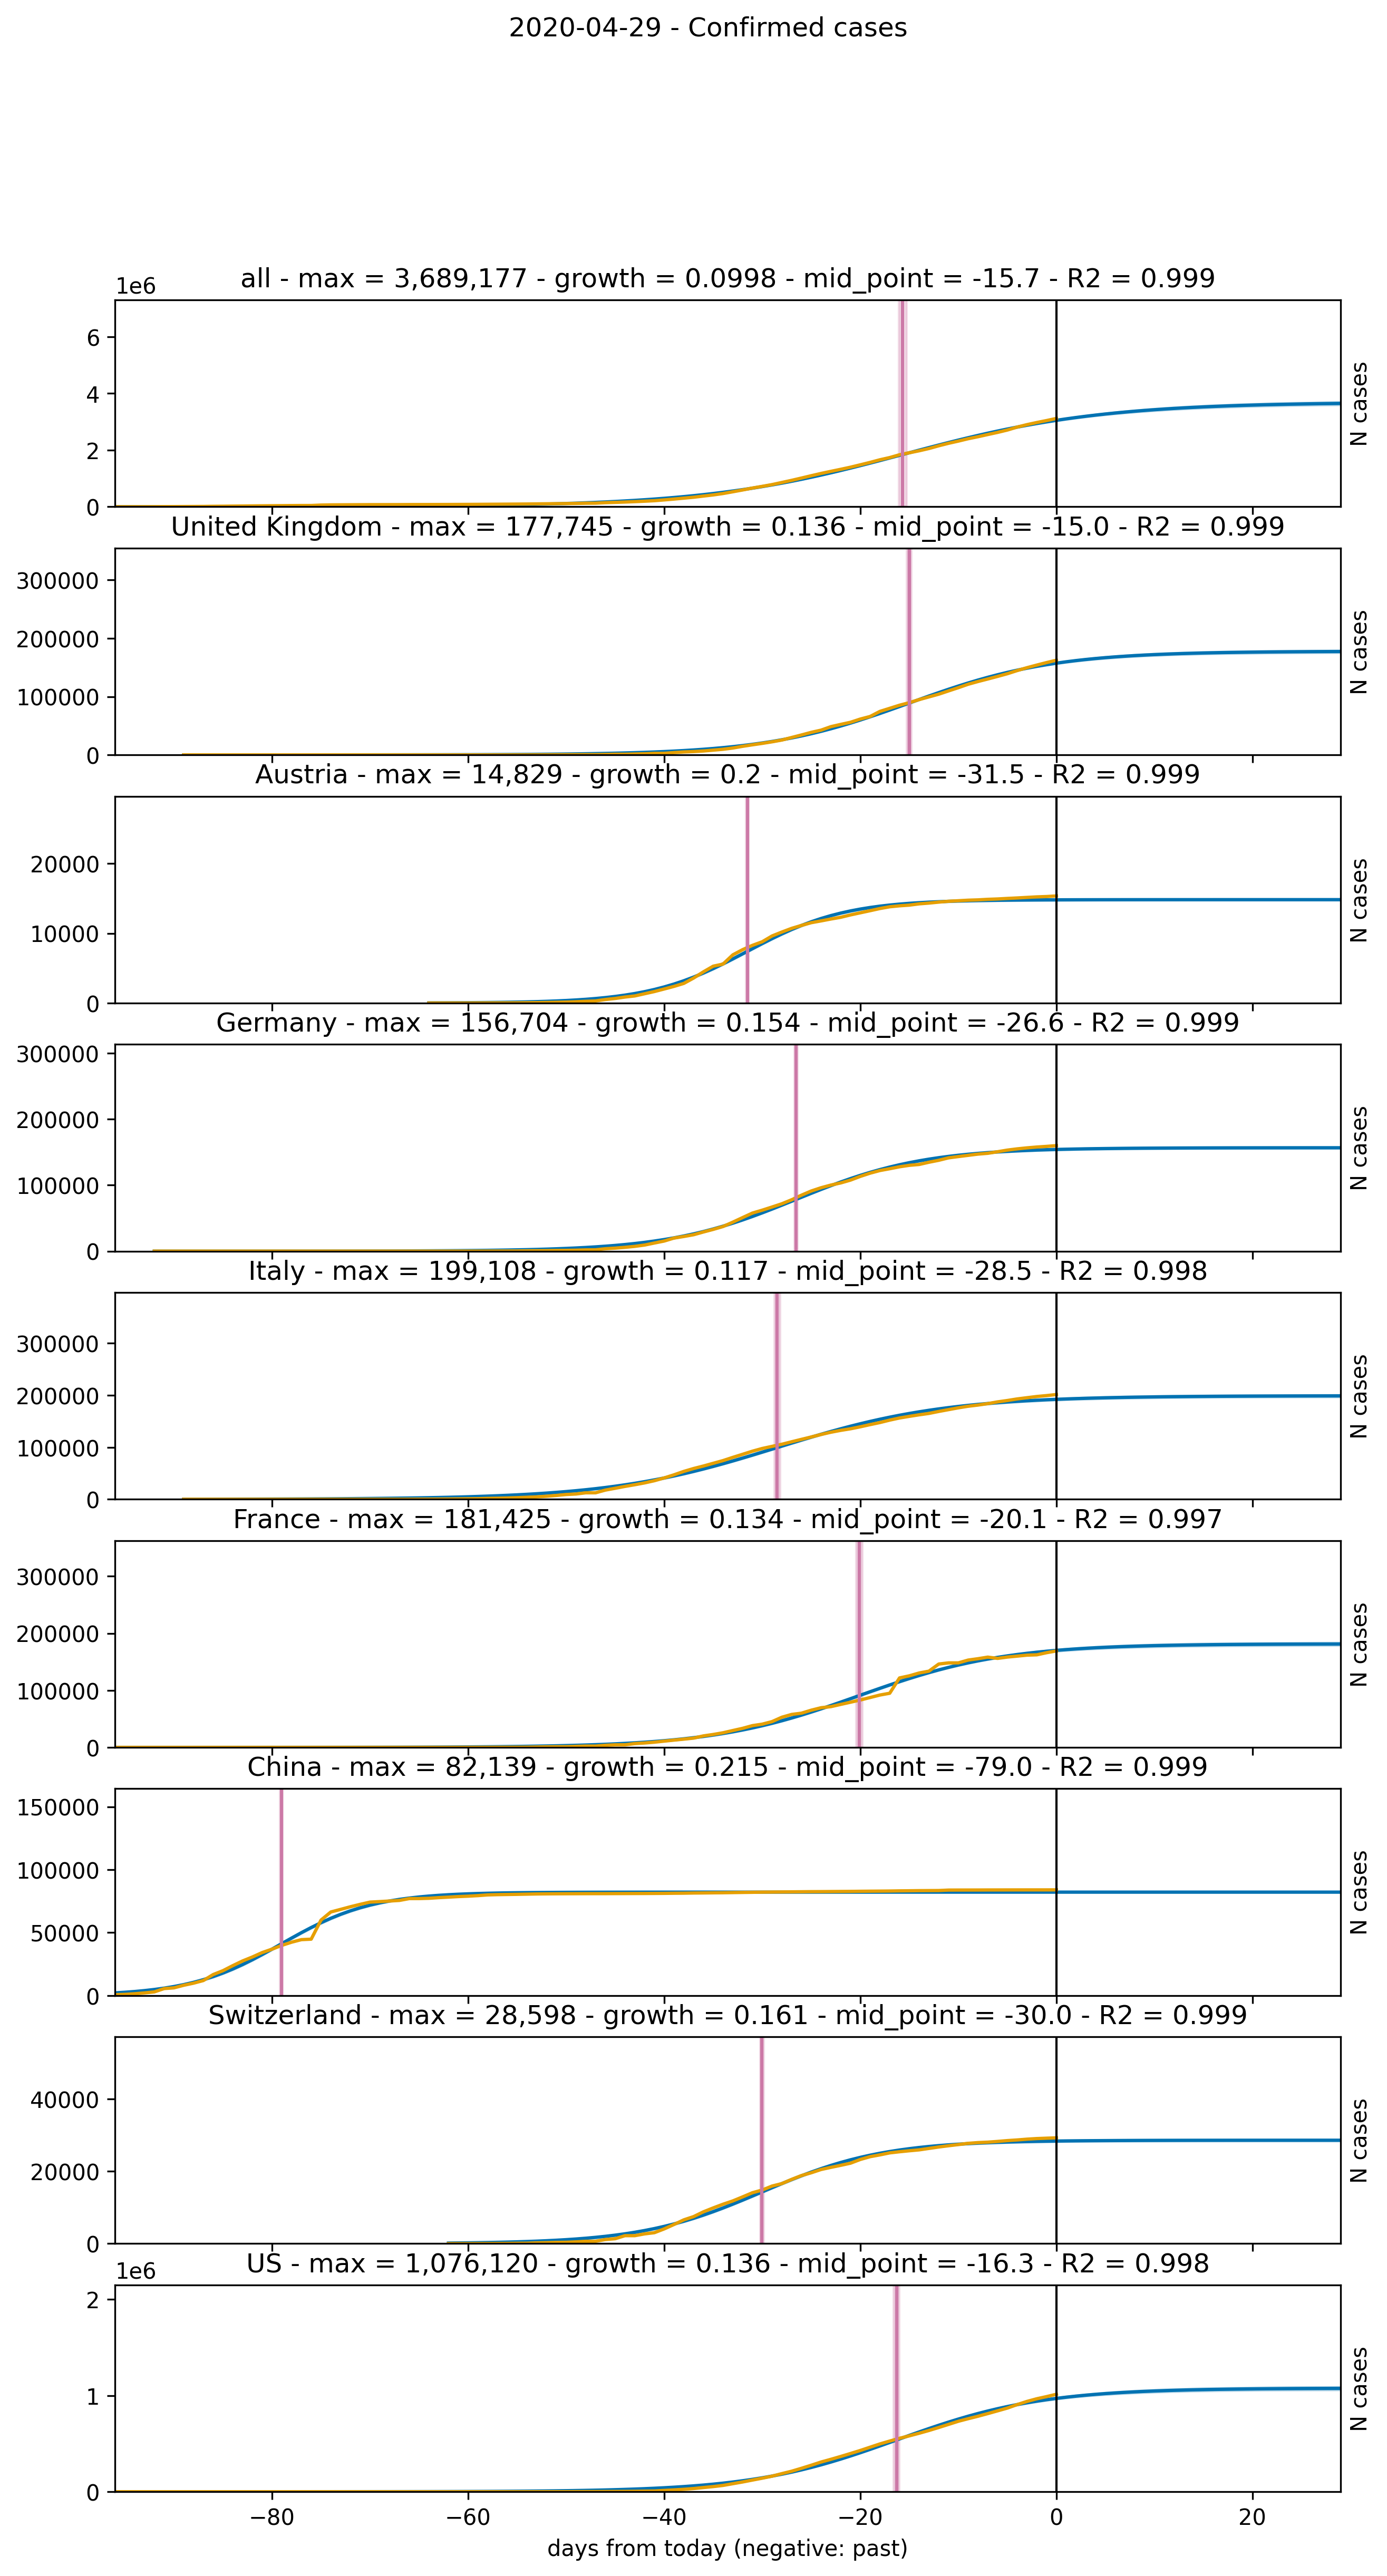 2020-04-29 - Confirmed cases
all - max = 3,689,177 - growth = 0.0998 - mid_point = -15.7 - R2 = 0.999
1e6
6
4
2
0
N cases
United Kingdom - max = 177,745 - growth = 0.136 - mid_point = -15.0 - R2 = 0.999
300000
200000
100000
0
N cases
Austria - max = 14,829 - growth = 0.2 - mid_point = -31.5 - R2 = 0.999
20000
10000
0
N cases
Germany - max = 156,704 - growth = 0.154 - mid_point = -26.6 - R2 = 0.999
300000
200000
100000
0
N cases
Italy - max = 199,108 - growth = 0.117 - mid_point = -28.5 - R2 = 0.998
300000
200000
100000
0
N cases
France - max = 181,425 - growth = 0.134 - mid_point = -20.1 - R2 = 0.997
300000
200000
100000
0
N cases
China - max = 82,139 - growth = 0.215 - mid_point = -79.0 - R2 = 0.999
150000
100000
50000
0
N cases
Switzerland - max = 28,598 - growth = 0.161 - mid_point = -30.0 - R2 = 0.999
40000
20000
0
N cases
US - max = 1,076,120 - growth = 0.136 - mid_point = -16.3 - R2 = 0.998
1e6
2
1
0
N cases
−80 −60 −40 −20 0 20
days from today (negative: past)